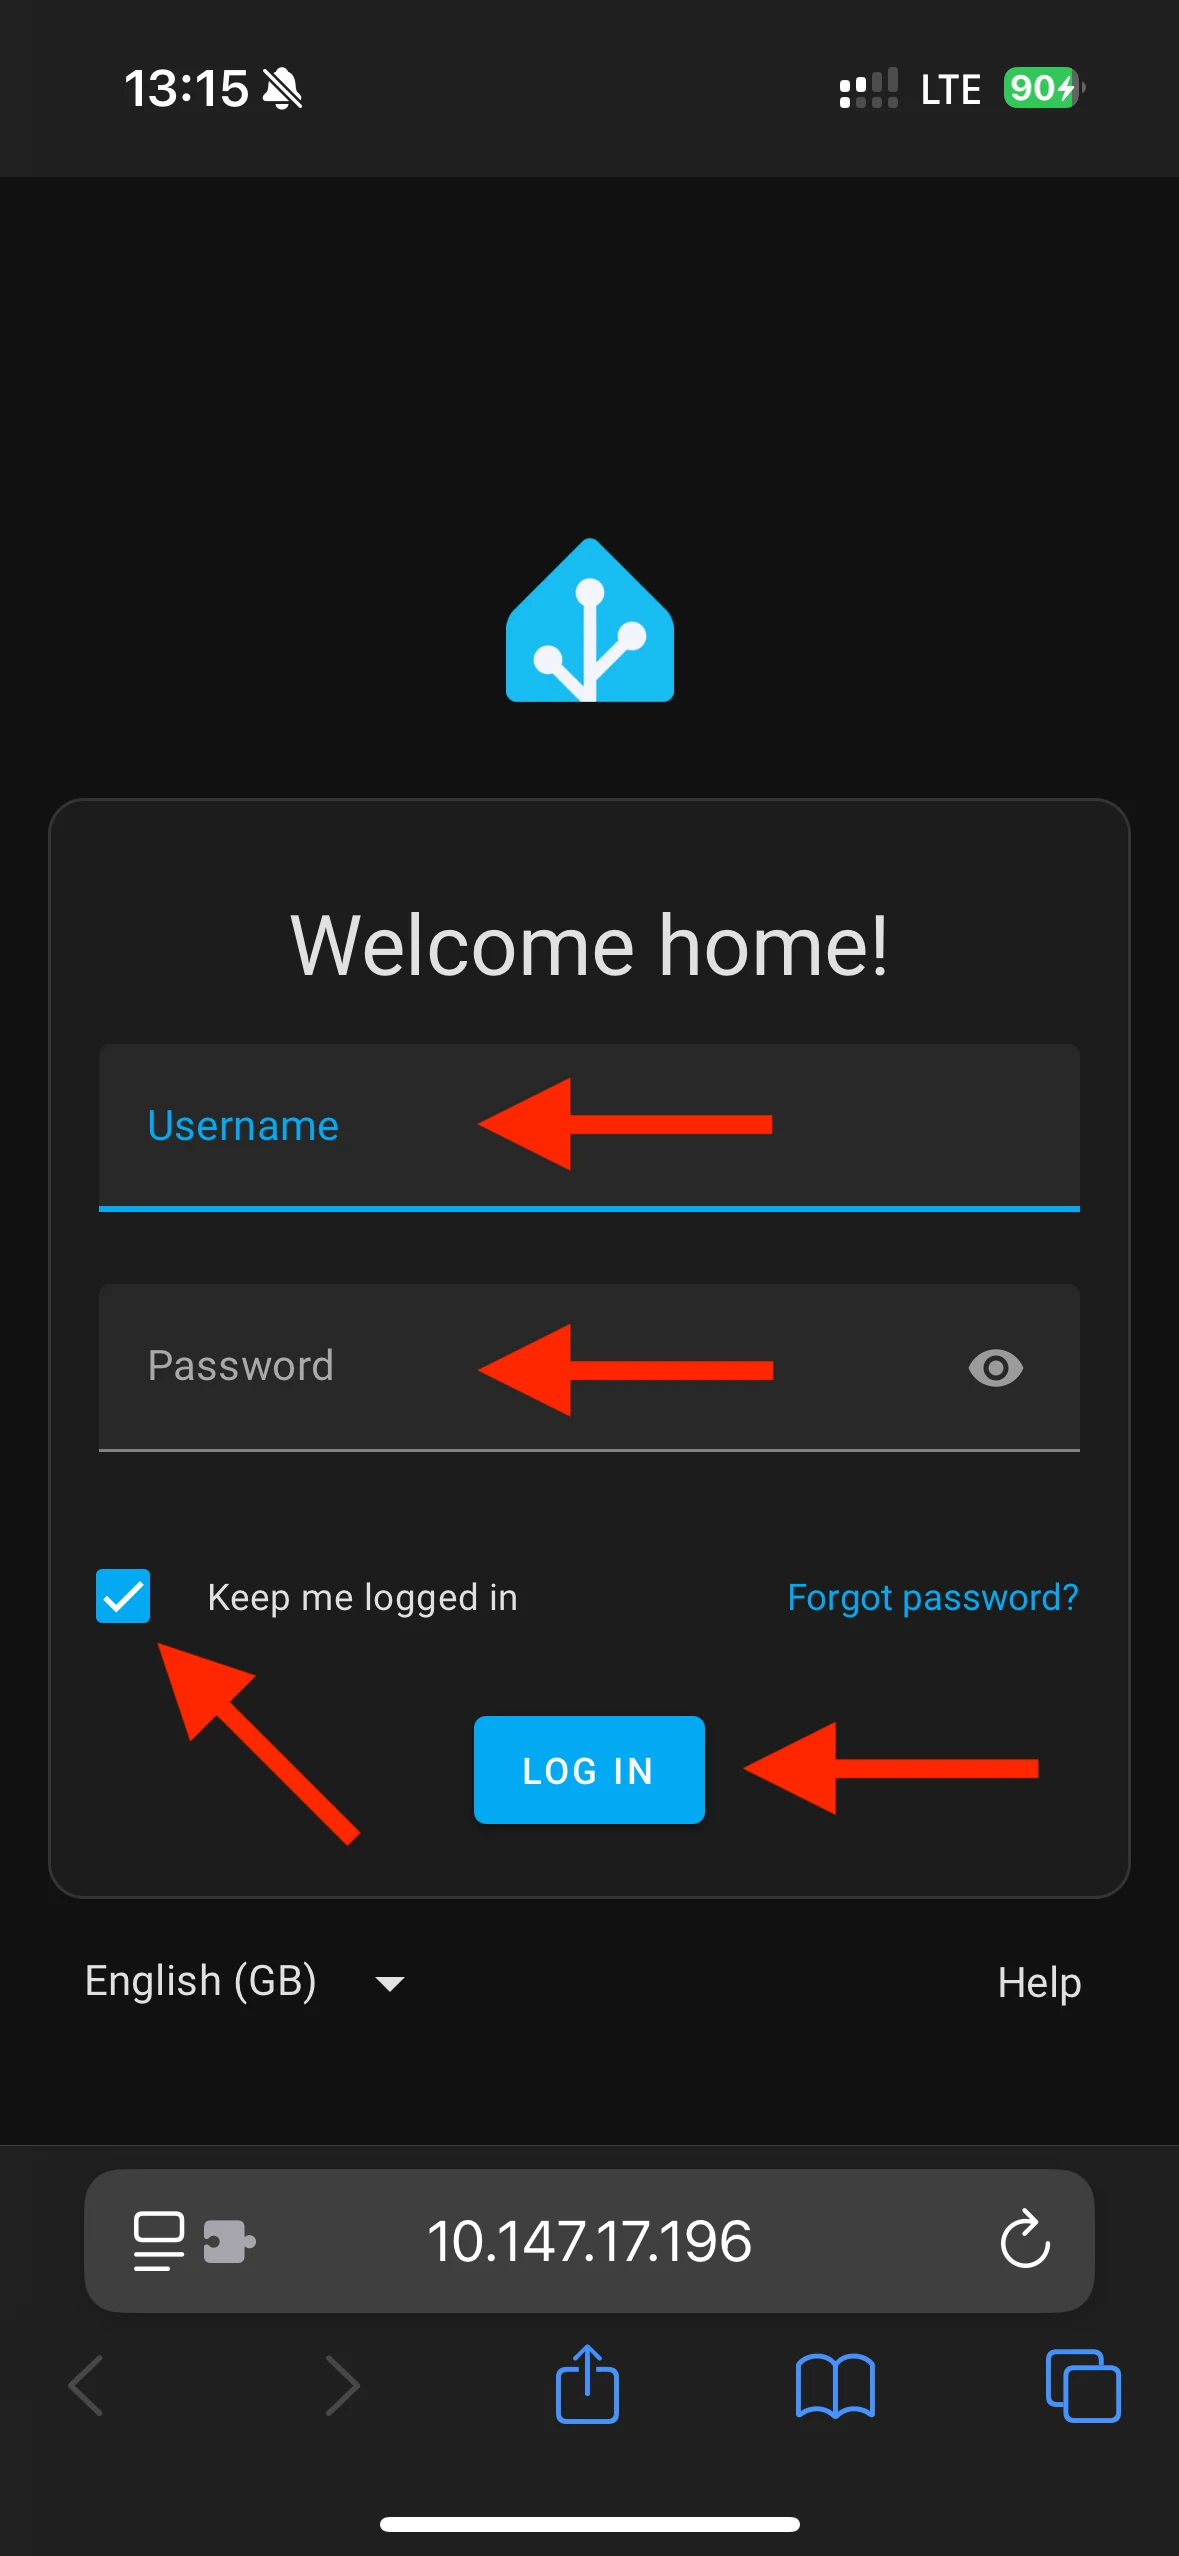 13:15
LTE
90
Welcome home!
Username
Password
Keep me logged in
Forgot password?
LOG IN
English (GB)
Help
10.147.17.196